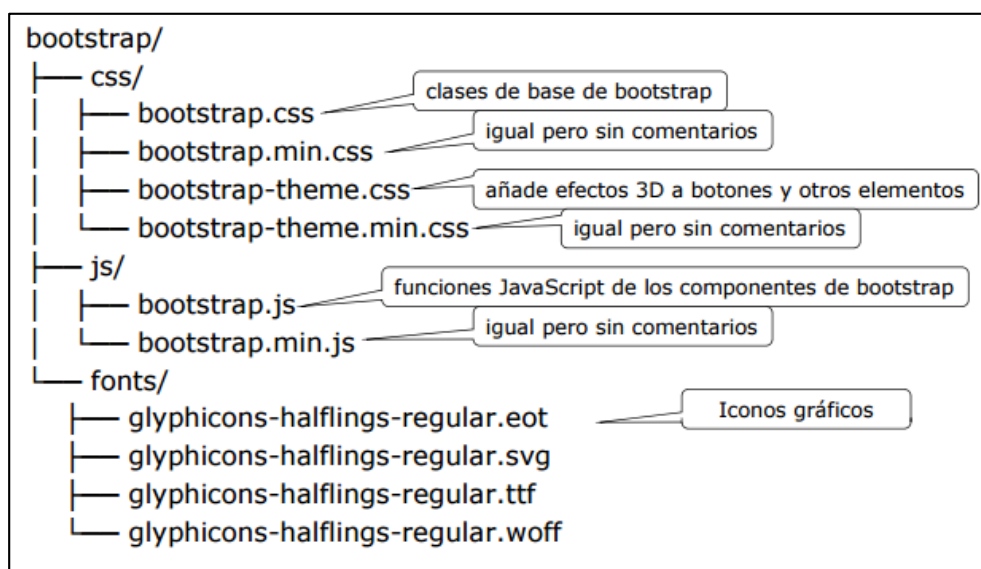 bootstrap/
├── css/
│ ├── bootstrap.css
clases de base de bootstrap
│ ├── bootstrap.min.css
igual pero sin comentarios
│ ├── bootstrap-theme.css
añade efectos 3D a botones y otros elementos
│ └── bootstrap-theme.min.css
igual pero sin comentarios
├── js/
│ ├── bootstrap.js
funciones JavaScript de los componentes de bootstrap
│ └── bootstrap.min.js
igual pero sin comentarios
└── fonts/
├── glyphicons-halflings-regular.eot
Iconos gráficos
├── glyphicons-halflings-regular.svg
├── glyphicons-halflings-regular.ttf
└── glyphicons-halflings-regular.woff